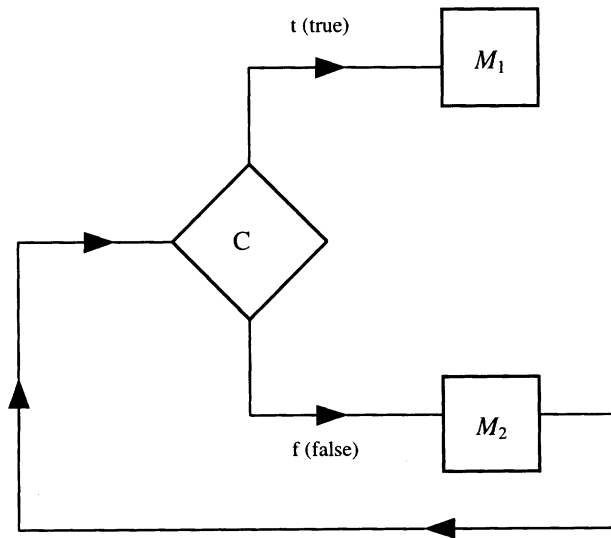 t (true)
M₁
C
M₂
f (false)